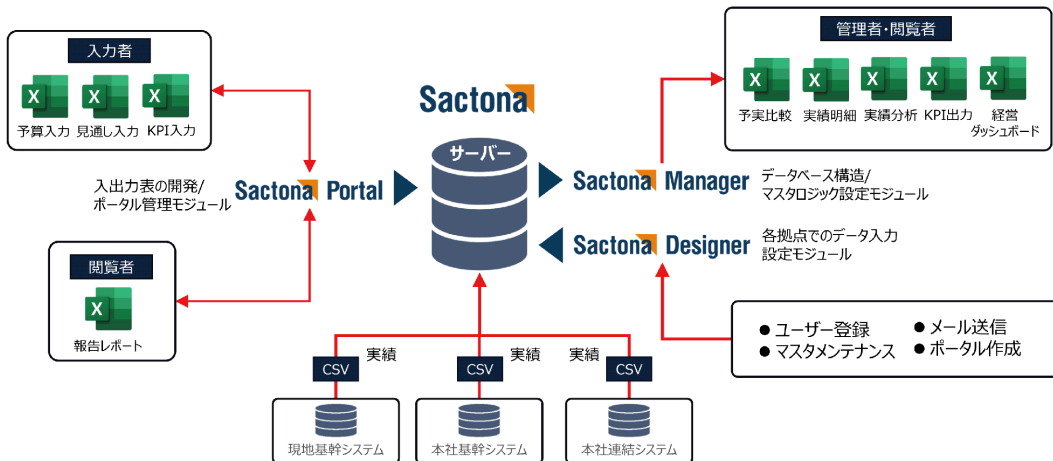 入力者
X X X
予算入力 見通し入力 KPI入力
Sactona
サーバー
管理者・閲覧者
X X X X X
予実比較 実績明細 実績分析 KPI出力 経営
ダッシュボード
入出力表の開発/
ポータル管理モジュール
Sactona Portal
Sactona Manager
データベース構造/
マスタロジック設定モジュール
Sactona Designer
各拠点でのデータ入力
設定モジュール
閲覧者
X
報告レポート
● ユーザー登録 ● メール送信
● マスタメンテナンス ● ポータル作成
実績 実績 実績
CSV CSV CSV
現地基幹システム 本社基幹システム 本社連結システム